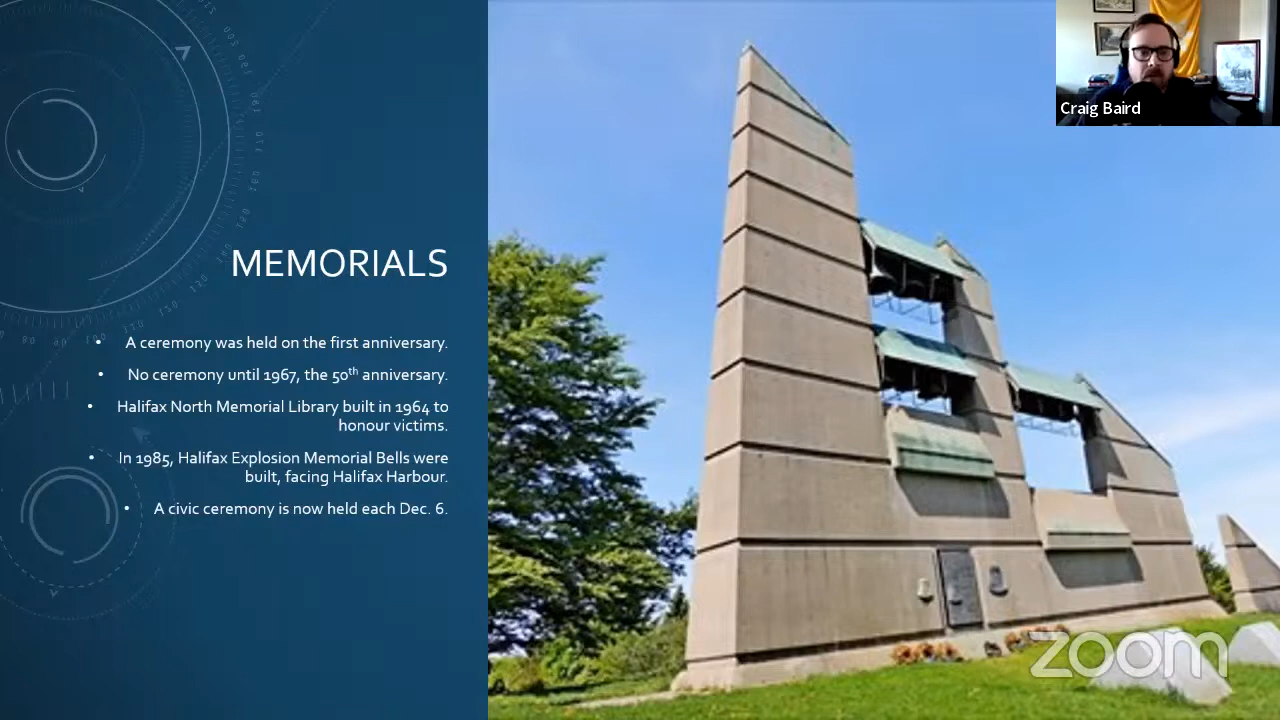 Craig Baird
MEMORIALS
• A ceremony was held on the first anniversary.
• No ceremony until 1967, the 50th anniversary.
• Halifax North Memorial Library built in 1964 to
honour victims.
• In 1985, Halifax Explosion Memorial Bells were
built, facing Halifax Harbour.
• A civic ceremony is now held each Dec. 6.
zoom